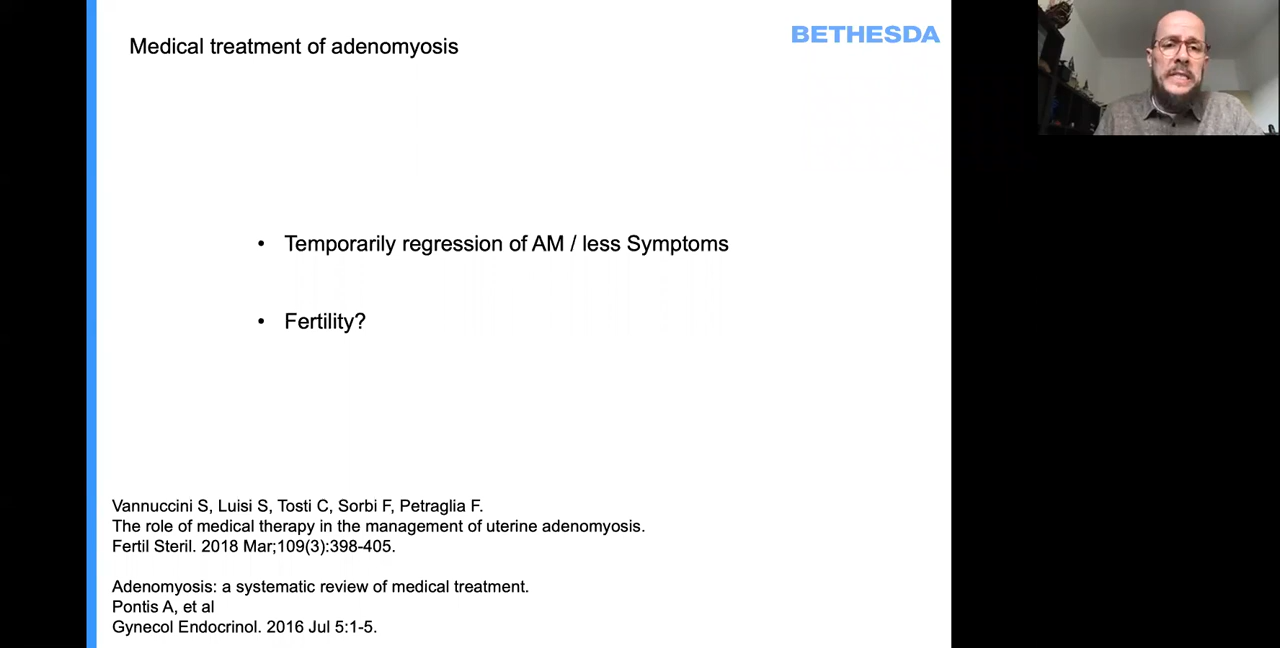 Medical treatment of adenomyosis
BETHESDA
• Temporarily regression of AM / less Symptoms
• Fertility?
Vannuccini S, Luisi S, Tosti C, Sorbi F, Petraglia F.
The role of medical therapy in the management of uterine adenomyosis.
Fertil Steril. 2018 Mar;109(3):398-405.
Adenomyosis: a systematic review of medical treatment.
Pontis A, et al
Gynecol Endocrinol. 2016 Jul 5:1-5.